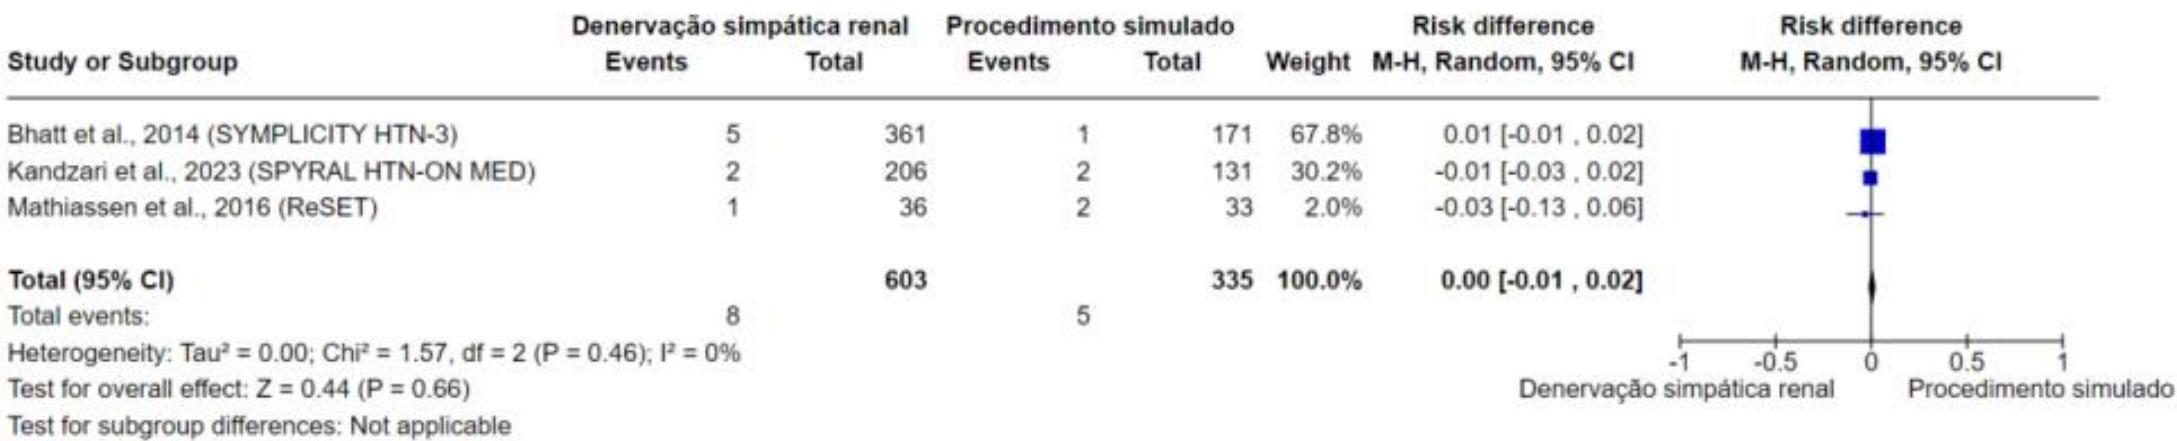 Denervação simpática renal Procedimento simulado Risk difference Risk difference
Study or Subgroup Events Total Events Total Weight M-H, Random, 95% CI M-H, Random, 95% CI
Bhatt et al., 2014 (SYMPLICITY HTN-3) 5 361 1 171 67.8% 0.01 [-0.01 , 0.02]
Kandzari et al., 2023 (SPYRAL HTN-ON MED) 2 206 2 131 30.2% -0.01 [-0.03 , 0.02]
Mathiassen et al., 2016 (ReSET) 1 36 2 33 2.0% -0.03 [-0.13 , 0.06]
Total (95% CI) 603 335 100.0% 0.00 [-0.01 , 0.02]
Total events: 8 5
Heterogeneity: Tau² = 0.00; Chi² = 1.57, df = 2 (P = 0.46); I² = 0%
-1 -0.5 0 0.5 1
Test for overall effect: Z = 0.44 (P = 0.66) Denervação simpática renal Procedimento simulado
Test for subgroup differences: Not applicable